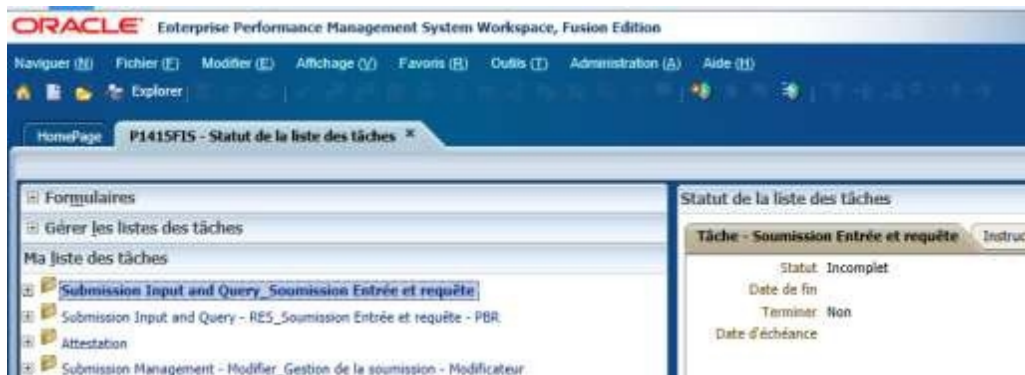 ORACLE Enterprise Performance Management System Workspace, Fusion Edition
Naviguer (N) Fichier (F) Modifier (E) Affichage (V) Favoris (R) Outils (T) Administration (A) Aide (H)
Explorer
HomePage P1415FIS - Statut de la liste des tâches
Formulaires
Gérer les listes des tâches
Ma liste des tâches
Submission Input and Query_Soumission Entrée et requête
Submission Input and Query - RES_Soumission Entrée et requête - PBR
Attestation
Submission Management - Modifier_Gestion de la soumission - Modificateur
Statut de la liste des tâches
Tâche - Soumission Entrée et requête Instruc
Statut Incomplet
Date de fin
Terminer Non
Date d'échéance